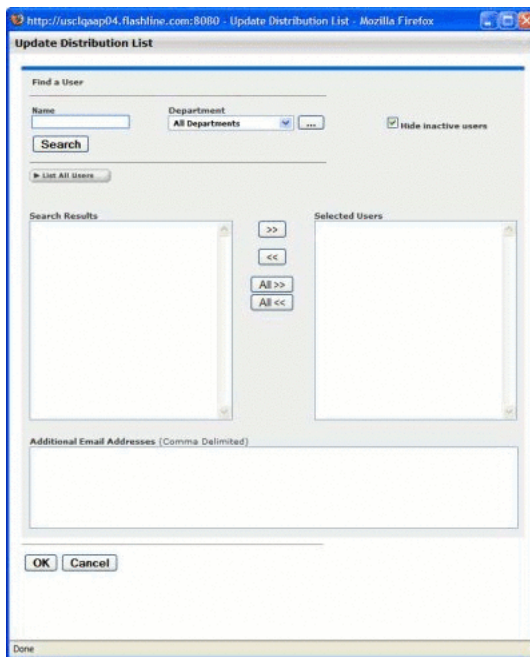 http://usclqaap04.flashline.com:8080 - Update Distribution List - Mozilla Firefox
Update Distribution List
Find a User
Name Department
All Departments ... Hide inactive users
Search
List All Users ...
Search Results Selected Users
>>
<<
All >>
All <<
Additional Email Addresses (Comma Delimited)
OK Cancel
Done